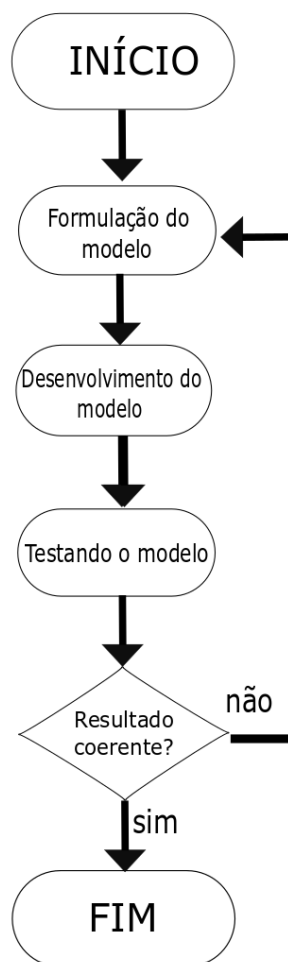 INÍCIO
Formulação do
modelo
Desenvolvimento do
modelo
Testando o modelo
Resultado
coerente?
não
sim
FIM